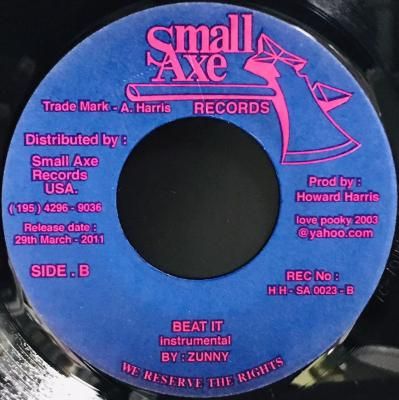 Small
Axe
Trade Mark - A. Harris RECORDS
Distributed by :
Small Axe
Records
USA.
( 195 ) 4296 - 9036
Release date :
29th March - 2011
SIDE . B
Prod by :
Howard Harris
love pooky 2003
@yahoo.com
REC No :
H H - SA 0023 - B
BEAT IT
instrumental
BY : ZUNNY
WE RESERVE THE RIGHTS